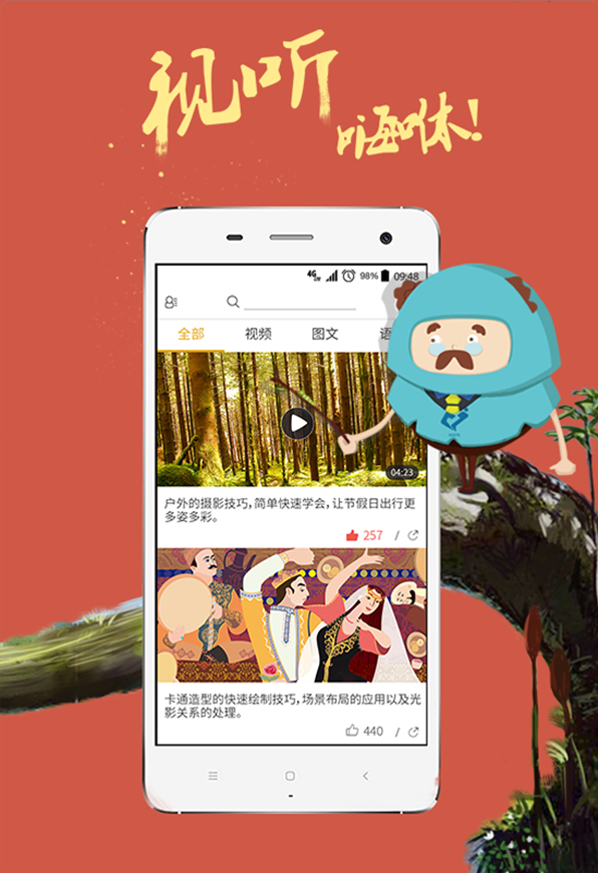 视听
嗨咻!
4G
98%
09:48
全部
视频
图文
语
04:23
户外的摄影技巧,简单快速学会,让节假日出行更
多姿多彩。
257
/
卡通造型的快速绘制技巧,场景布局的应用以及光
影关系的处理。
440
/